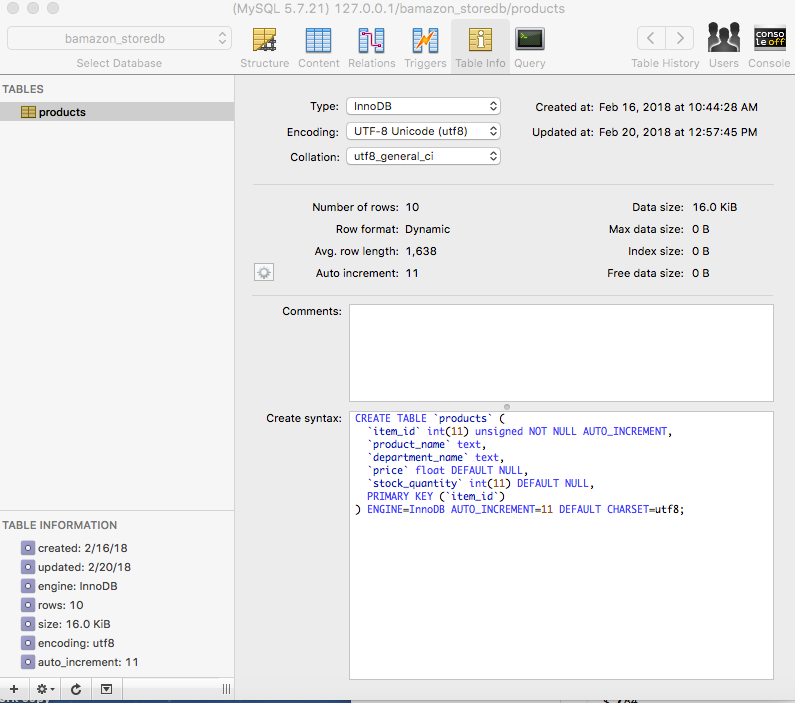 (MySQL 5.7.21) 127.0.0.1/bamazon_storedb/products
bamazon_storedb
Select Database
Structure Content Relations Triggers Table Info Query
Table History Users Console
conso
le off
TABLES
products
Type: InnoDB
Created at: Feb 16, 2018 at 10:44:28 AM
Encoding: UTF-8 Unicode (utf8)
Updated at: Feb 20, 2018 at 12:57:45 PM
Collation: utf8_general_ci
Number of rows: 10
Data size: 16.0 KiB
Row format: Dynamic
Max data size: 0 B
Avg. row length: 1,638
Index size: 0 B
Auto increment: 11
Free data size: 0 B
Comments:
Create syntax:
CREATE TABLE `products` (
`item_id` int(11) unsigned NOT NULL AUTO_INCREMENT,
`product_name` text,
`department_name` text,
`price` float DEFAULT NULL,
`stock_quantity` int(11) DEFAULT NULL,
PRIMARY KEY (`item_id`)
) ENGINE=InnoDB AUTO_INCREMENT=11 DEFAULT CHARSET=utf8;
TABLE INFORMATION
created: 2/16/18
updated: 2/20/18
engine: InnoDB
rows: 10
size: 16.0 KiB
encoding: utf8
auto_increment: 11